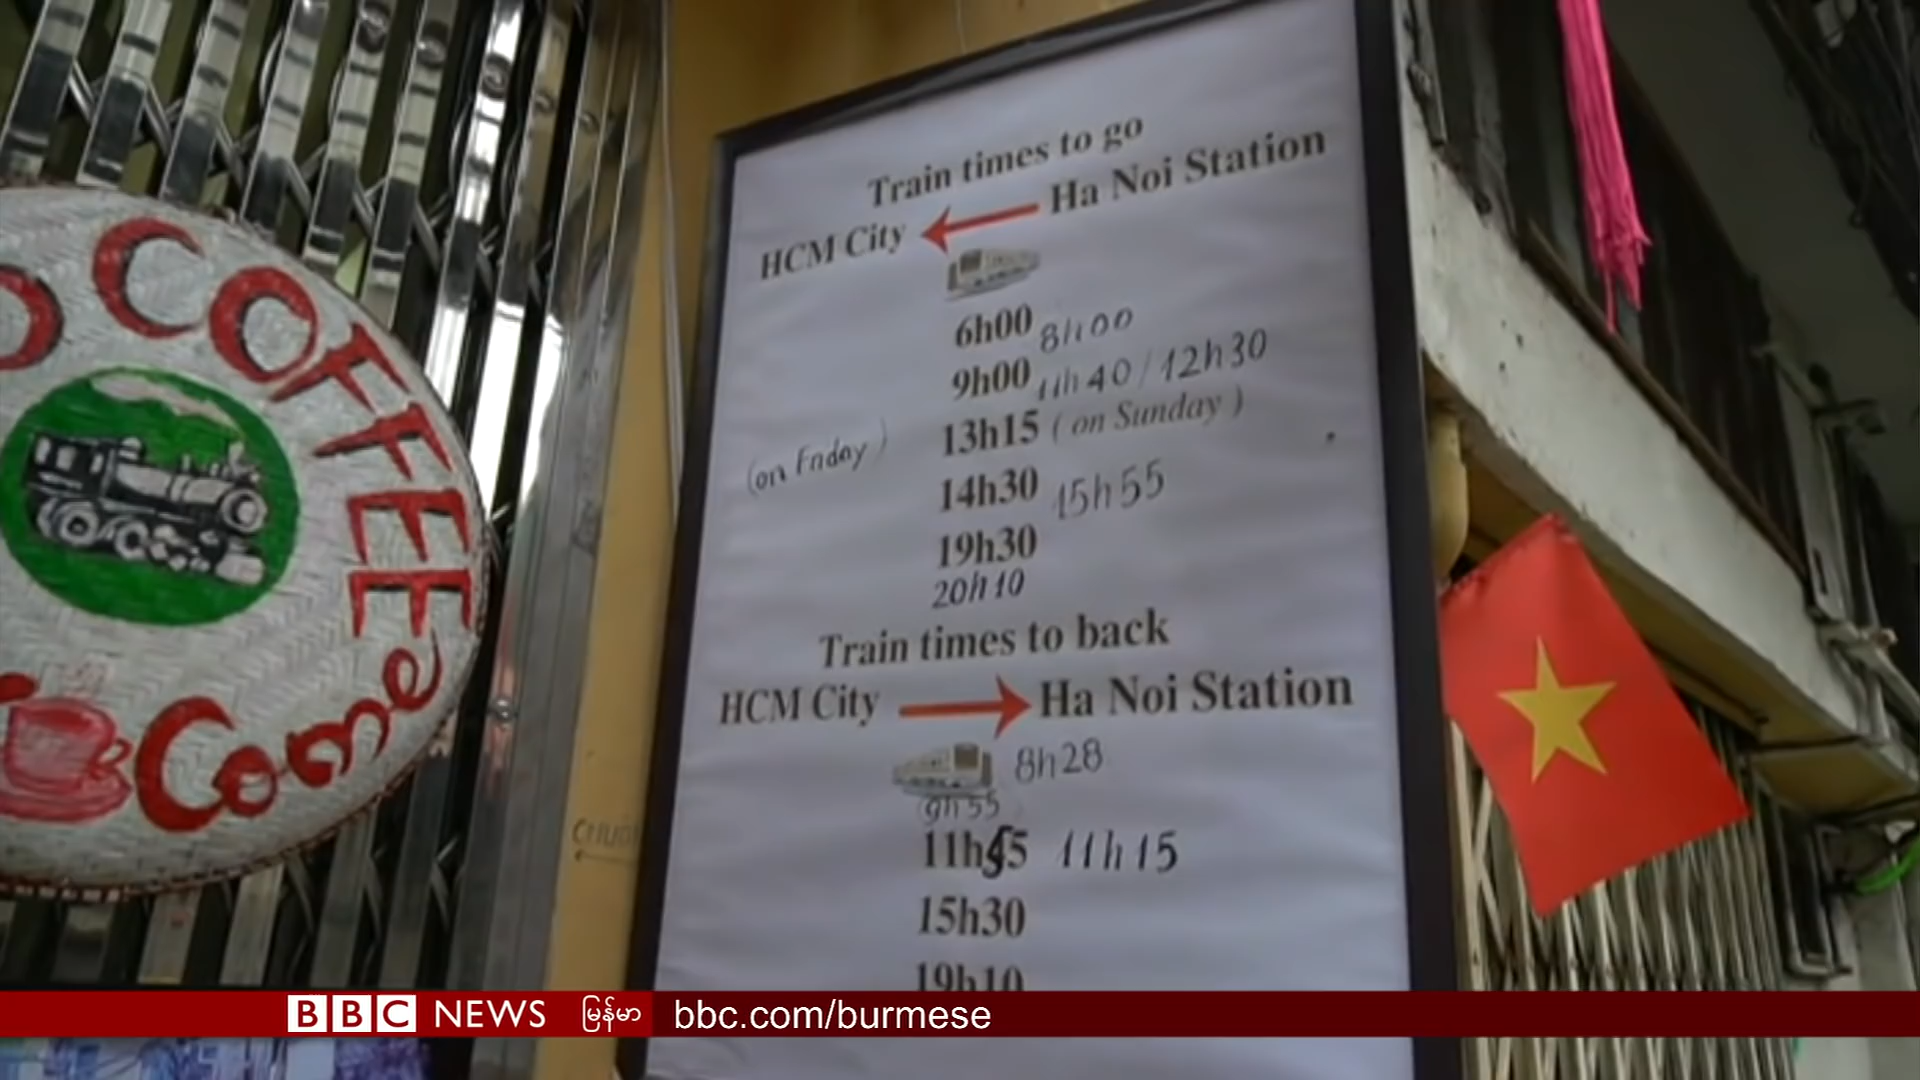 COFFEE
Come
Train times to go
HCM City ← Ha Noi Station
6h00 8h00
9h00 11h40 / 12h30
(on Friday) 13h15 (on Sunday)
14h30 15h55
19h30
20h10
Train times to back
HCM City → Ha Noi Station
8h28
9h55
11h55 11h15
15h30
19h10
BBC NEWS မြန်မာ bbc.com/burmese